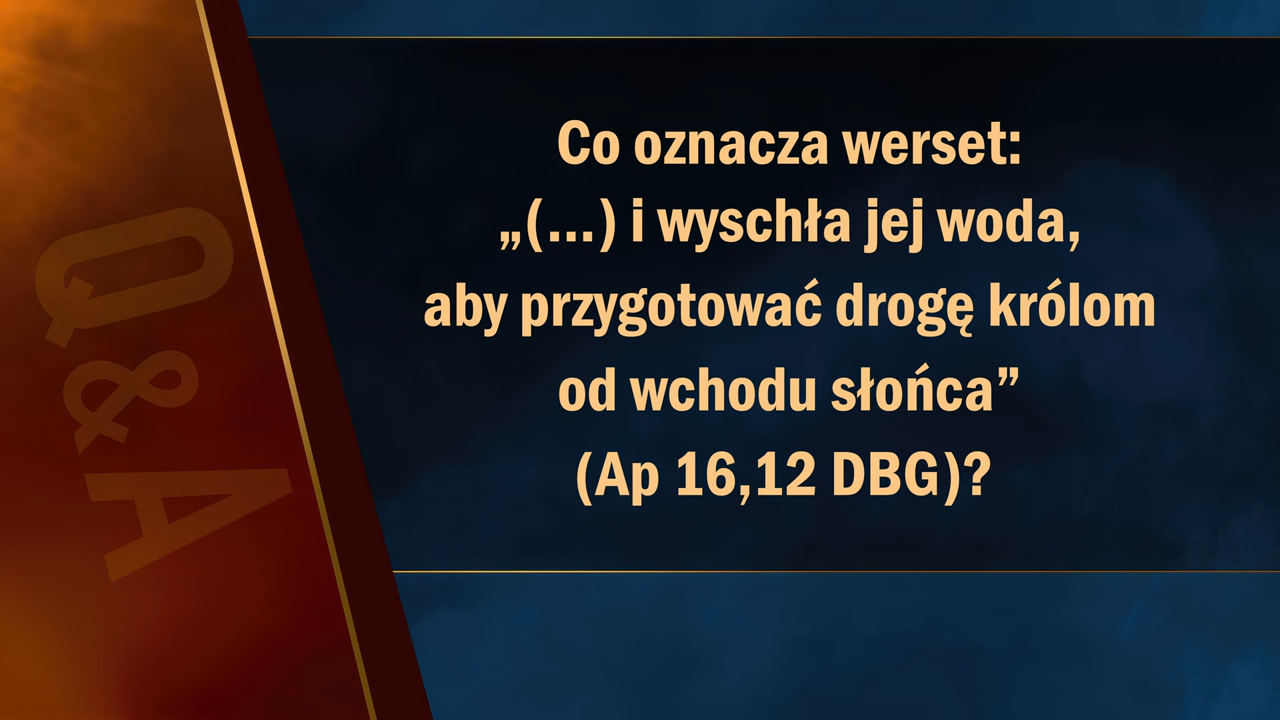 Q & A
Co oznacza werset:
„(...) i wyschła jej woda,
aby przygotować drogę królom
od wchodu słońca”
(Ap 16,12 DBG)?